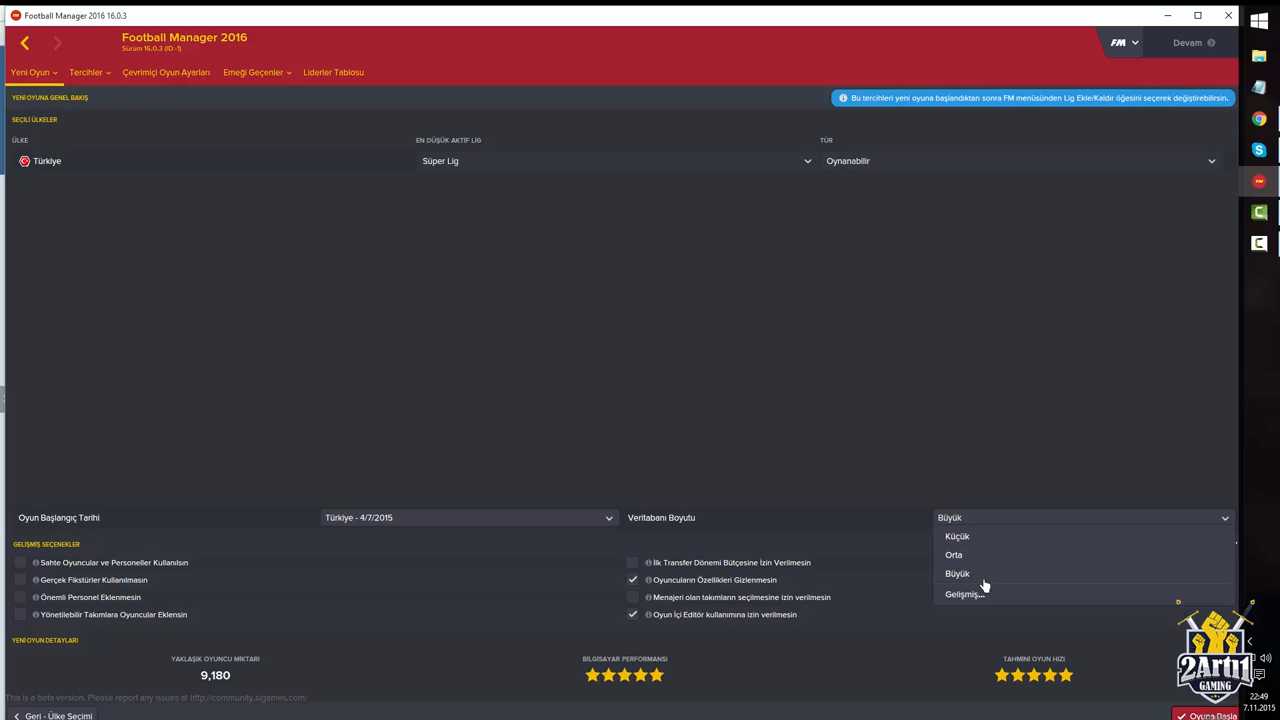 Football Manager 2016 16.0.3
Football Manager 2016
Sürüm 16.0.3 (ID:-1)
FM
Devam
Yeni Oyun
Tercihler
Çevrimiçi Oyun Ayarları
Emeği Geçenler
Liderler Tablosu
YENİ OYUNA GENEL BAKIŞ
Bu tercihleri yeni oyuna başlandıktan sonra FM menüsünden Lig Ekle/Kaldır öğesini seçerek değiştirebilirsin.
SEÇİLİ ÜLKELER
ÜLKE
EN DÜŞÜK AKTİF LİG
TÜR
Türkiye
Süper Lig
Oynanabilir
Oyun Başlangıç Tarihi
Türkiye - 4/7/2015
Veritabanı Boyutu
Büyük
Küçük
Orta
Büyük
Gelişmiş...
GELİŞMİŞ SEÇENEKLER
Sahte Oyuncular ve Personeller Kullanılsın
İlk Transfer Dönemi Bütçesine İzin Verilmesin
Gerçek Fikstürler Kullanılmasın
Oyuncuların Özellikleri Gizlenmesin
Önemli Personel Eklenmesin
Menajeri olan takımların seçilmesine izin verilmesin
Yönetilebilir Takımlara Oyuncular Eklensin
Oyun İçi Editör kullanımına izin verilmesin
YENİ OYUN DETAYLARI
YAKLAŞIK OYUNCU MİKTARI
BİLGİSAYAR PERFORMANSI
TAHMİNİ OYUN HIZI
9,180
This is a beta version. Please report any issues at http://community.sigames.com/
Geri - Ülke Seçimi
Oyuna Başla
2Artı1
GAMING
22:49
7.11.2015